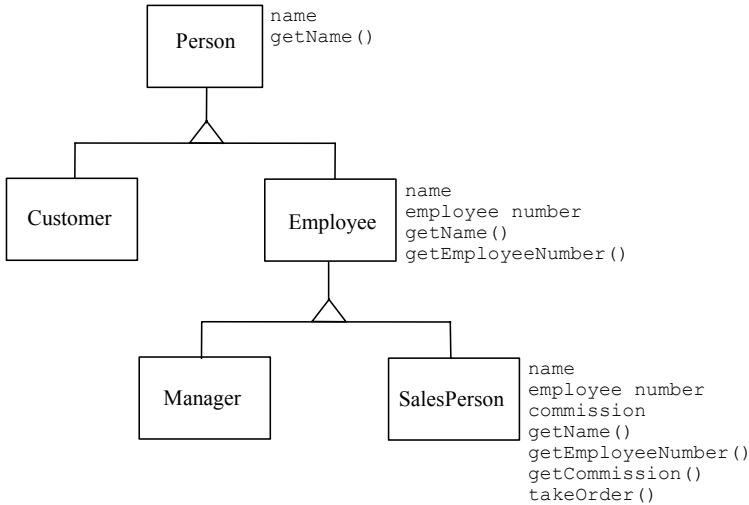 Person
name
getName()
Customer
Employee
name
employee number
getName()
getEmployeeNumber()
Manager
SalesPerson
name
employee number
commission
getName()
getEmployeeNumber()
getCommission()
takeOrder()